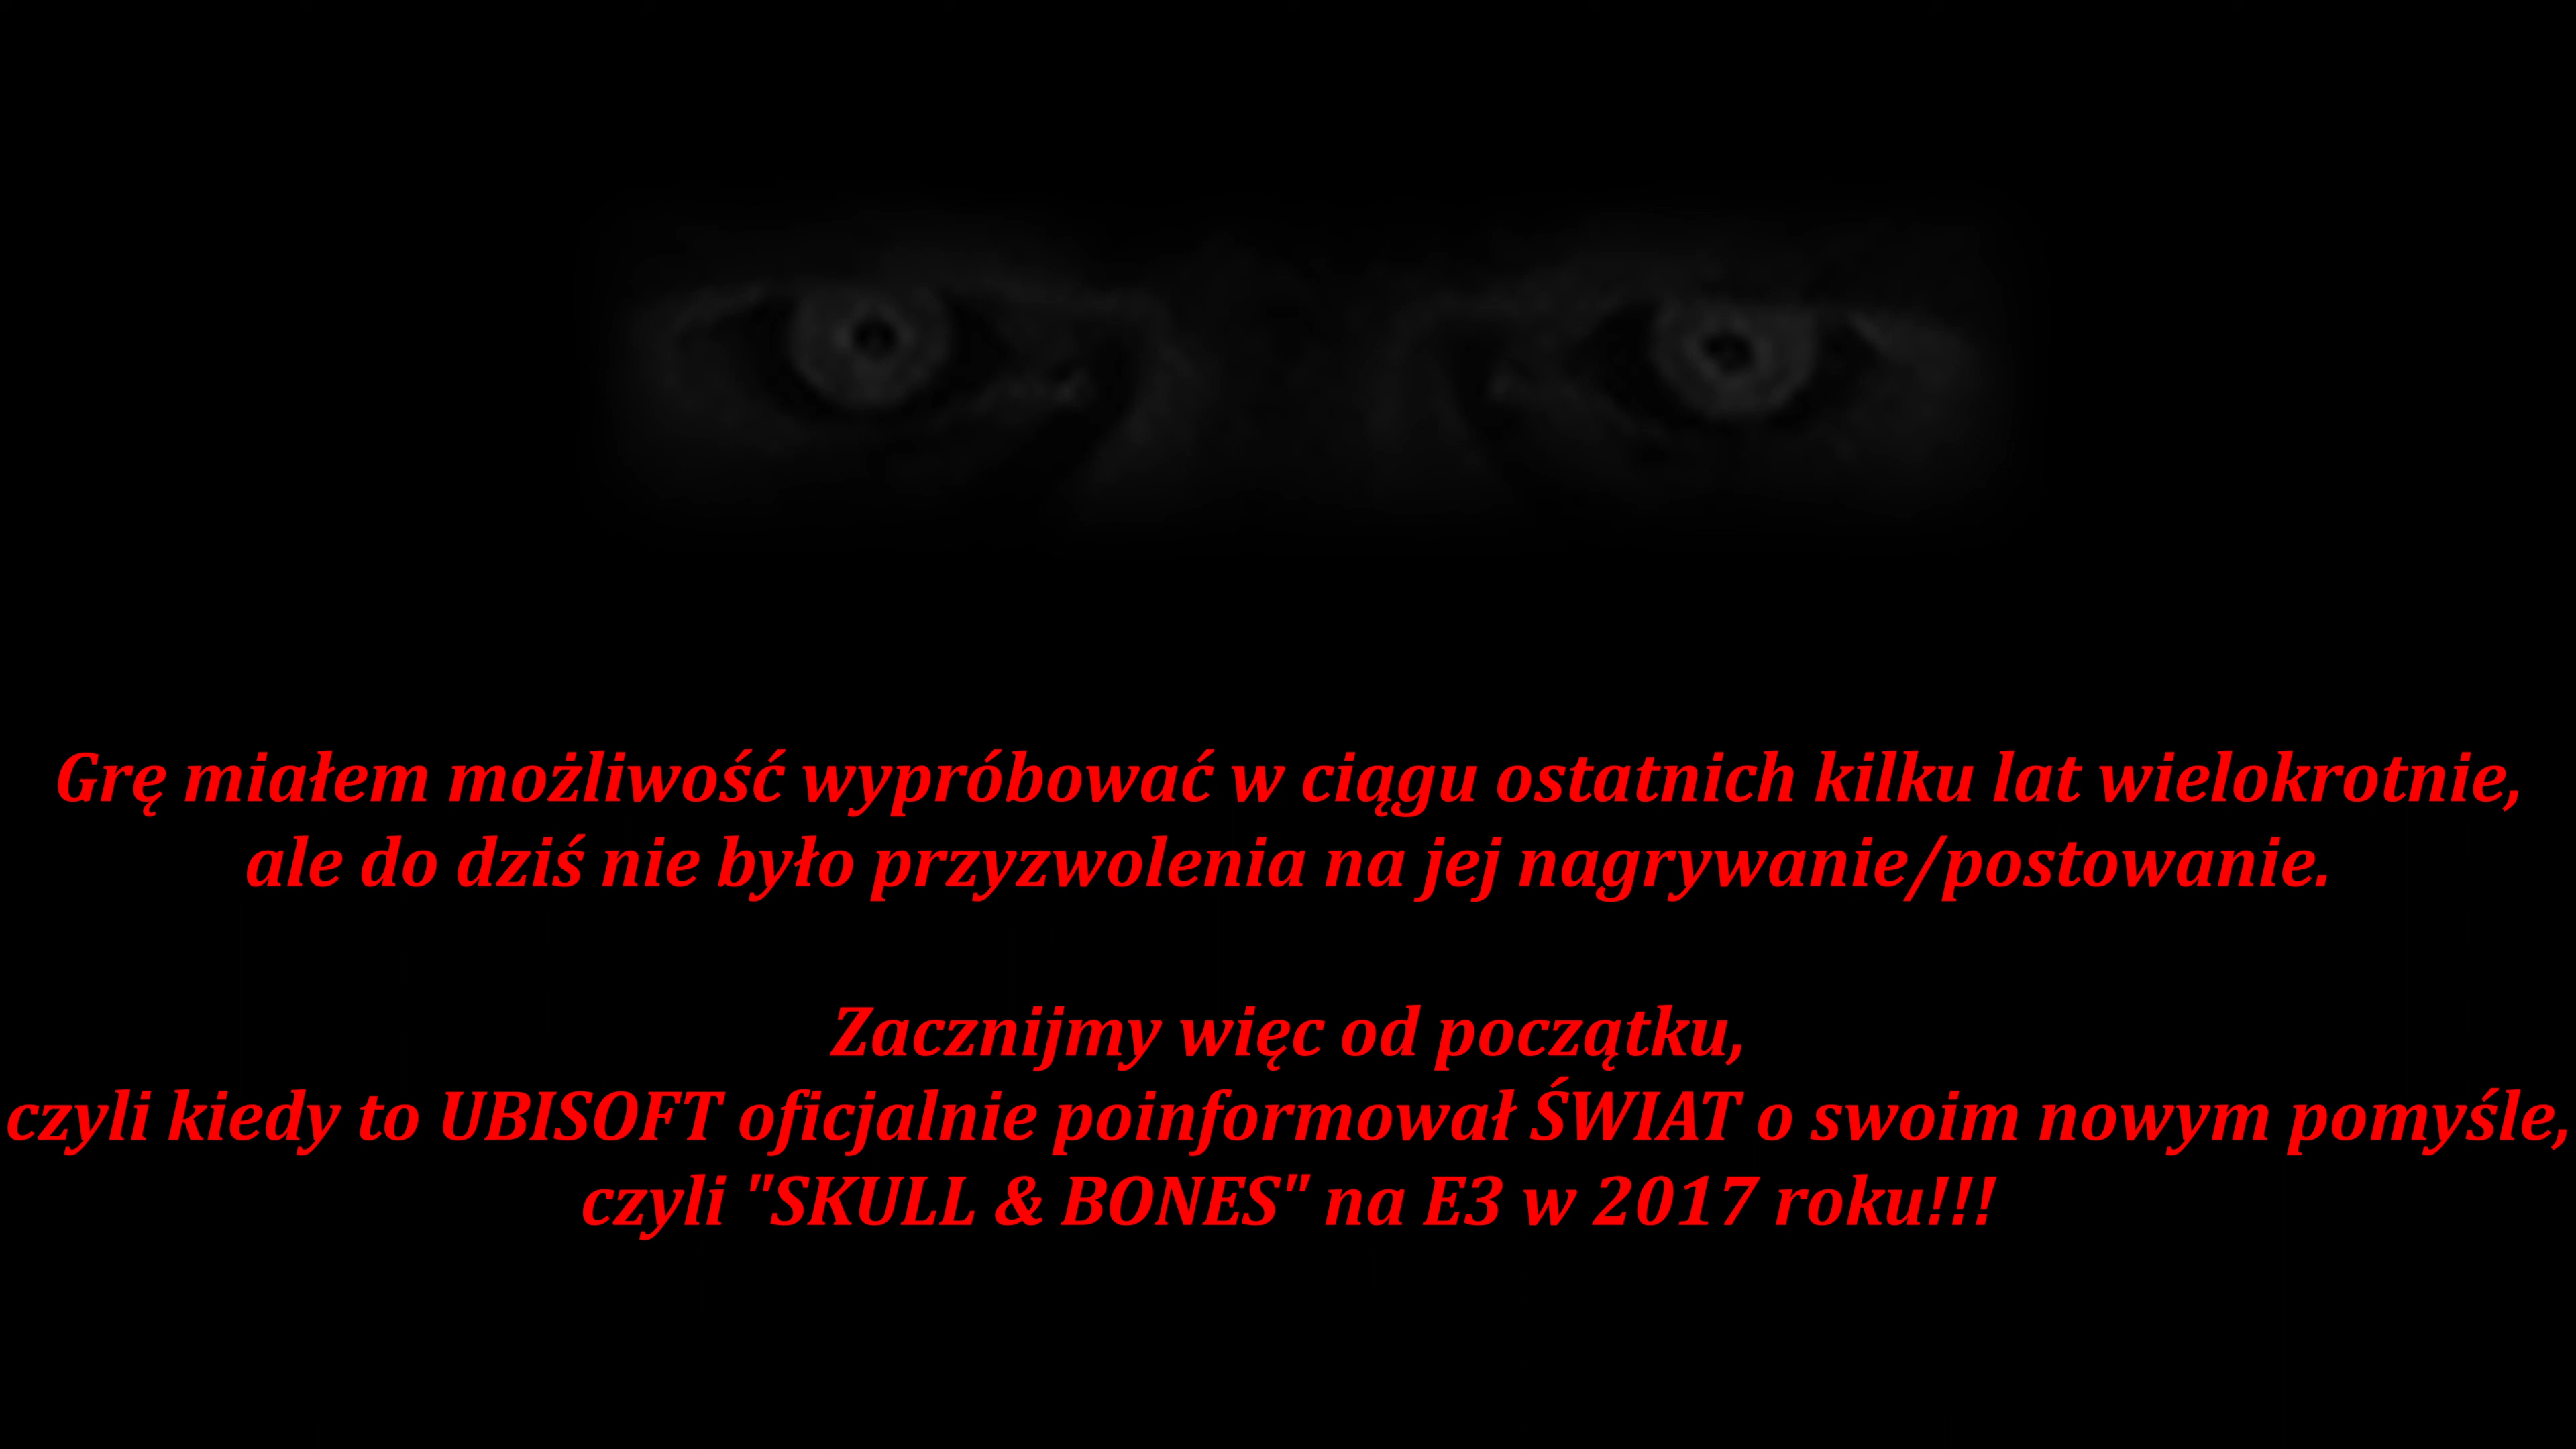 Grę miałem możliwość wypróbować w ciągu ostatnich kilku lat wielokrotnie,
ale do dziś nie było przyzwolenia na jej nagrywanie/postowanie.
Zacznijmy więc od początku,
czyli kiedy to UBISOFT oficjalnie poinformował ŚWIAT o swoim nowym pomyśle,
czyli "SKULL & BONES" na E3 w 2017 roku!!!